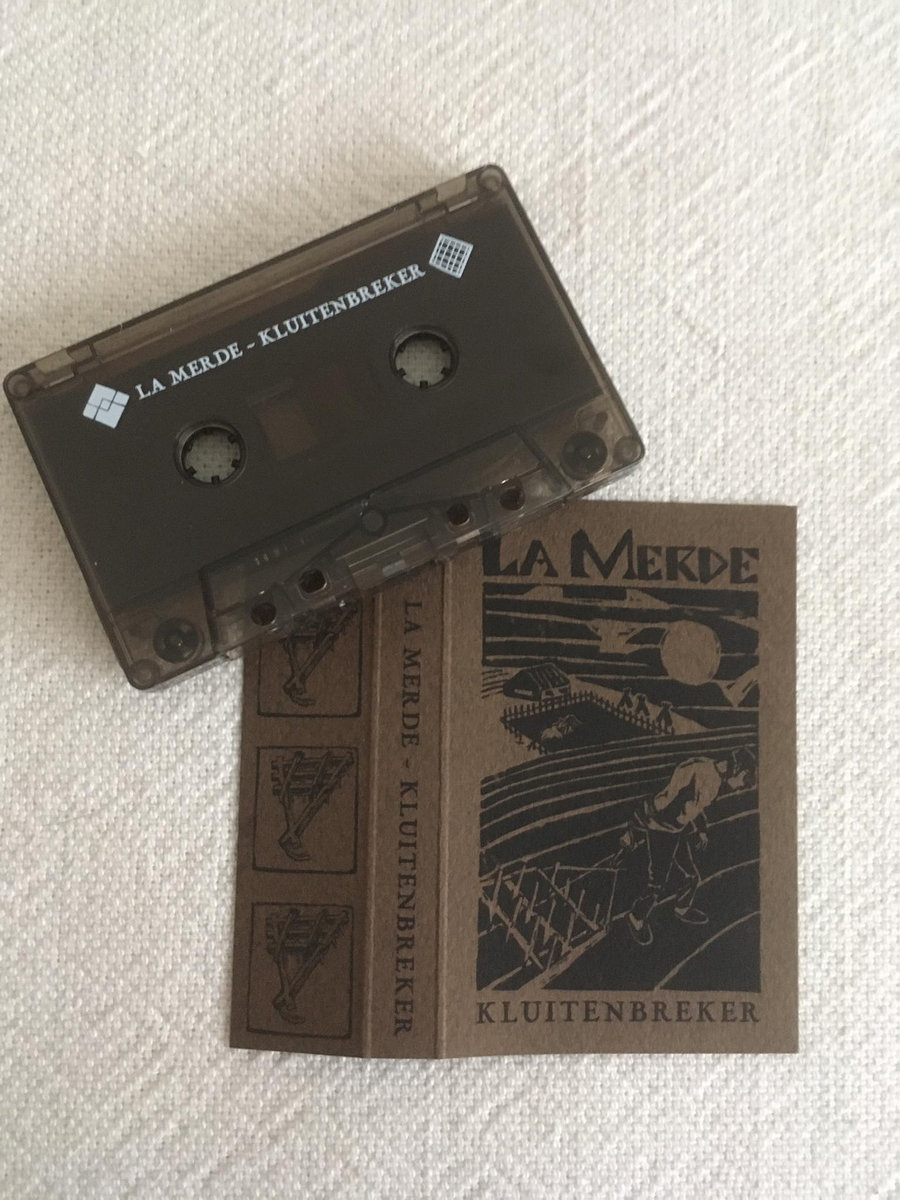 LA MERDE ~ KLUITENBREKER
LA MERDE
LA MERDE - KLUITENBREKER
KLUITENBREKER